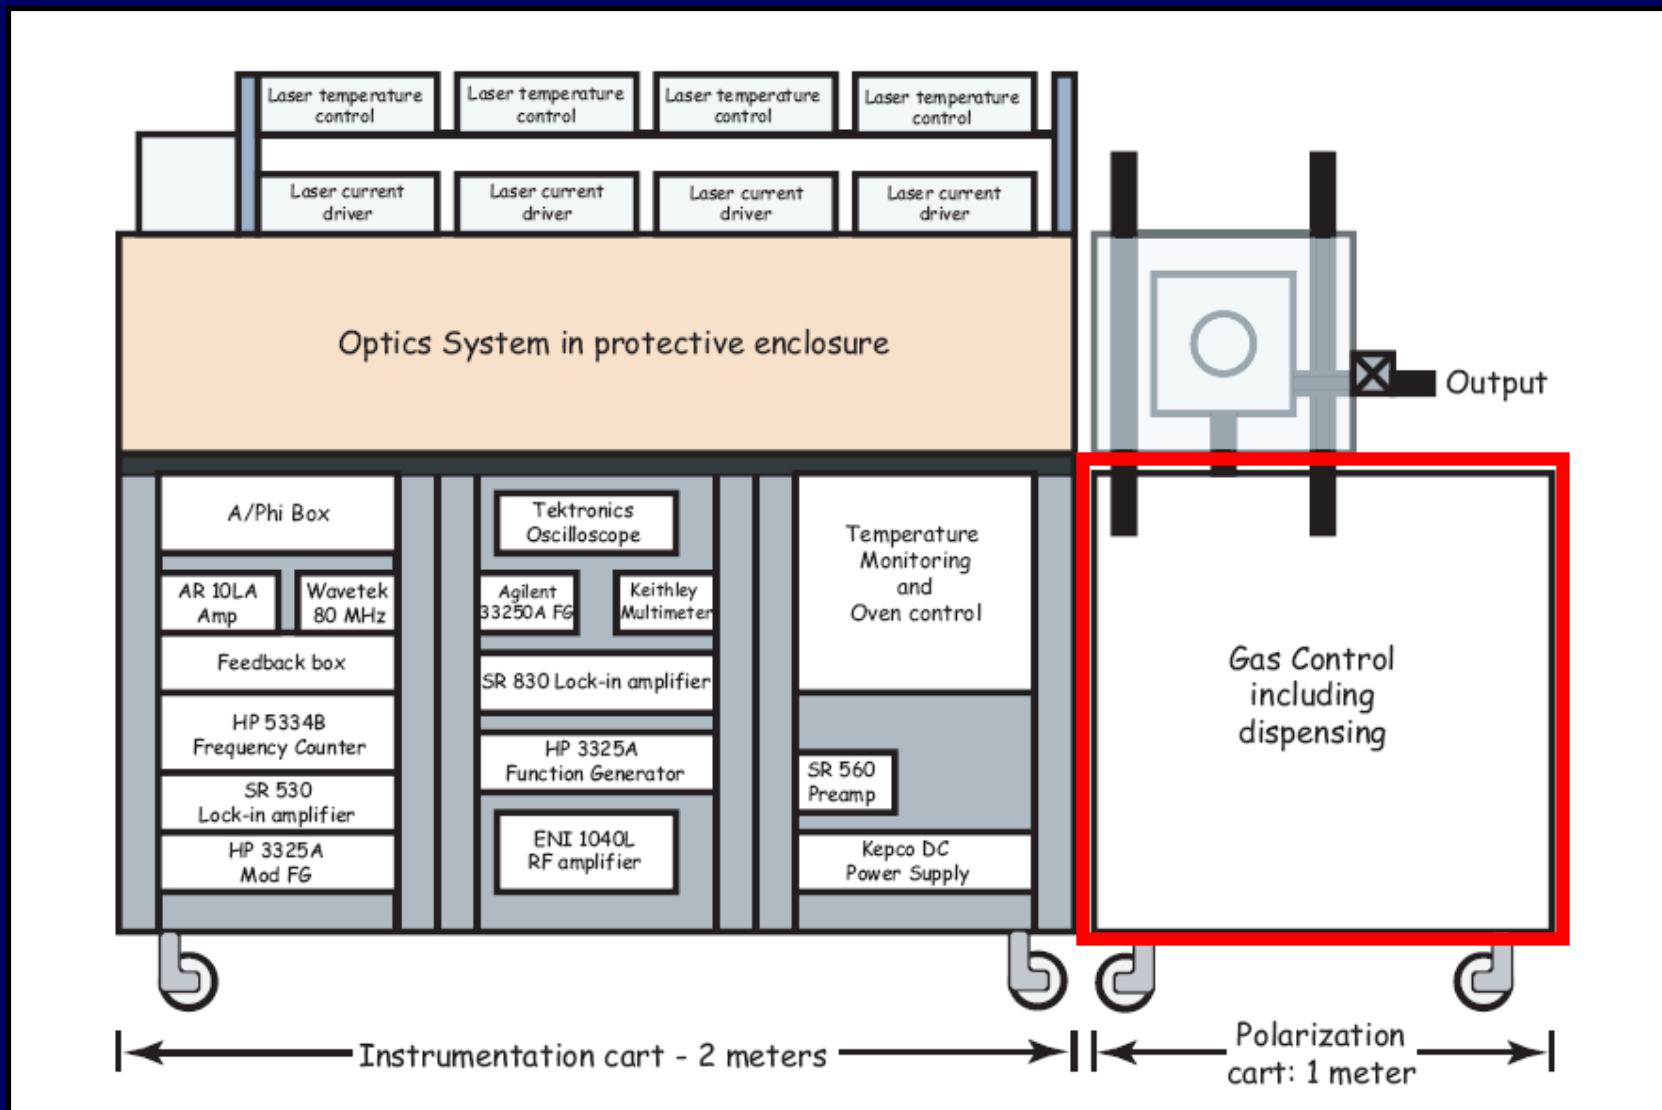 Laser temperature
control
Laser temperature
control
Laser temperature
control
Laser temperature
control
Laser current
driver
Laser current
driver
Laser current
driver
Laser current
driver
Optics System in protective enclosure
Output
A/Phi Box
AR 10LA
Amp
Wavetek
80 MHz
Feedback box
HP 5334B
Frequency Counter
SR 530
Lock-in amplifier
HP 3325A
Mod FG
Tektronics
Oscilloscope
Agilent
33250A FG
Keithley
Multimeter
SR 830 Lock-in amplifier
HP 3325A
Function Generator
ENI 1040L
RF amplifier
Temperature
Monitoring
and
Oven control
SR 560
Preamp
Kepco DC
Power Supply
Gas Control
including
dispensing
Instrumentation cart - 2 meters
Polarization
cart: 1 meter